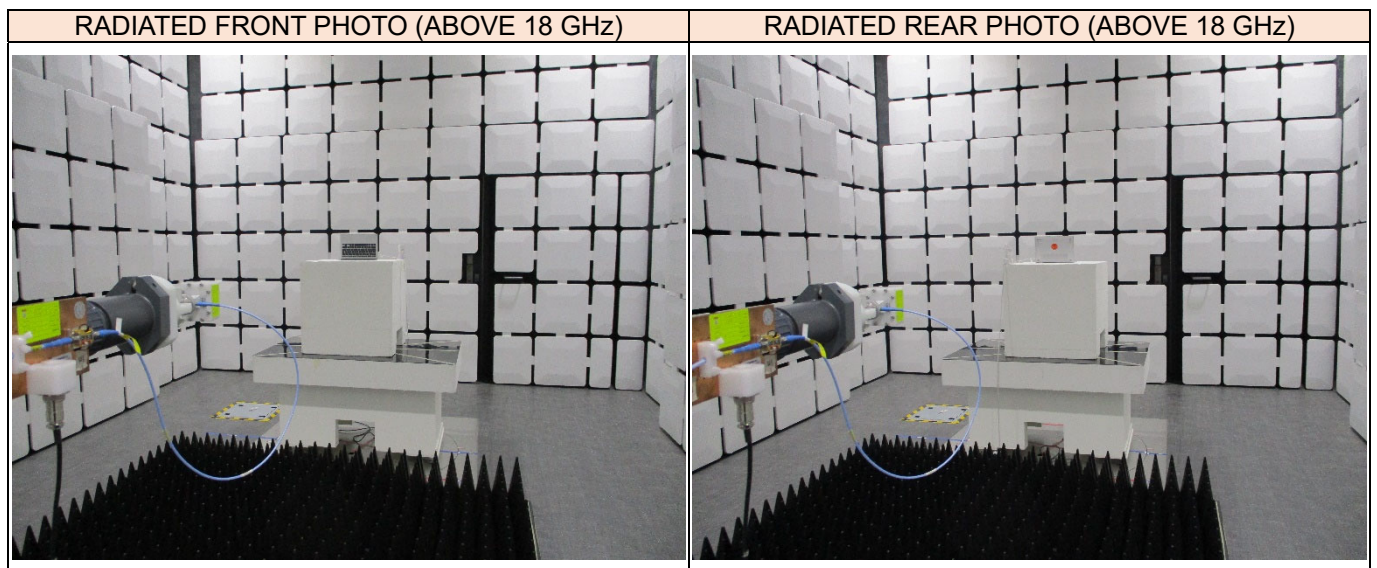 RADIATED FRONT PHOTO (ABOVE 18 GHz)
RADIATED REAR PHOTO (ABOVE 18 GHz)